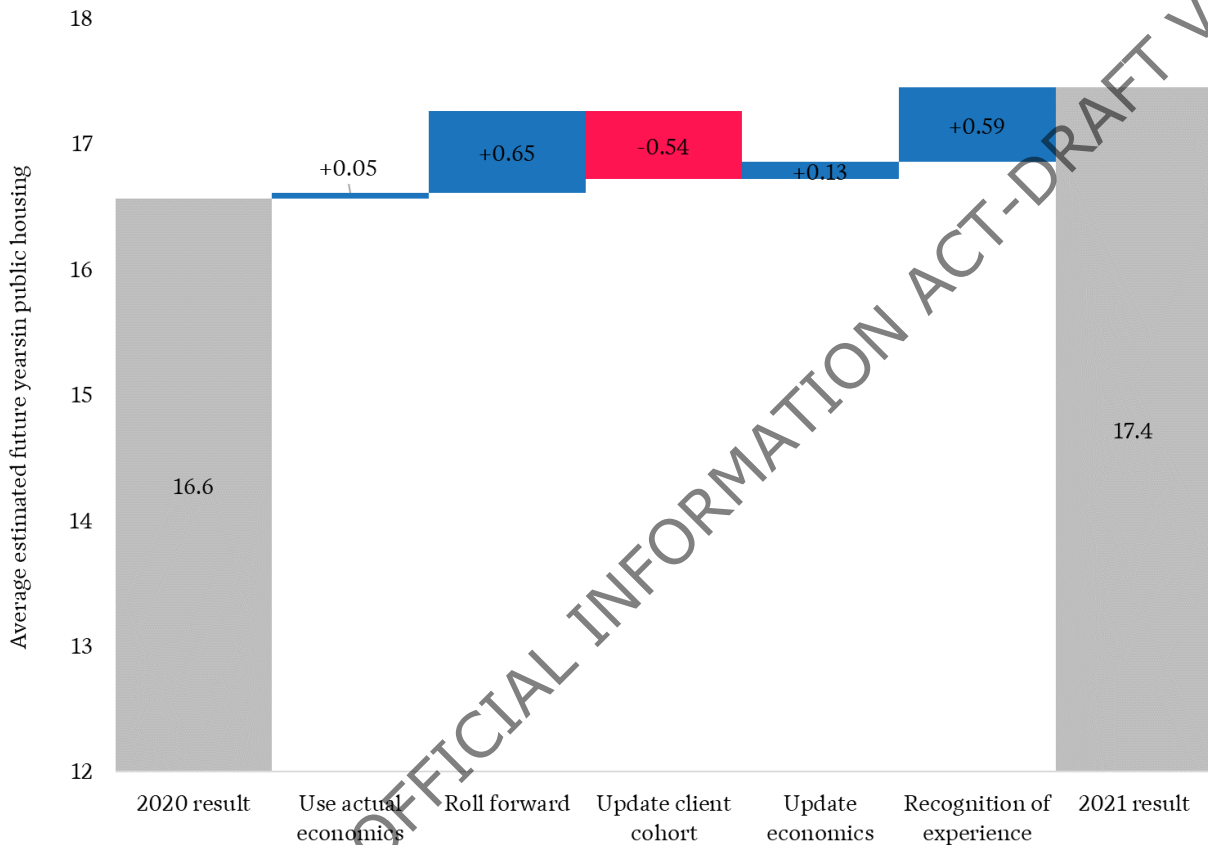 18
17
16
15
14
13
12
Average estimated future yearsin public housing
16.6
+0.05
+0.65
-0.54
+0.13
+0.59
17.4
2020 result
Use actual
economics
Roll forward
Update client
cohort
Update
economics
Recognition of
experience
2021 result
OFFICIAL INFORMATION ACT-DRAFT V